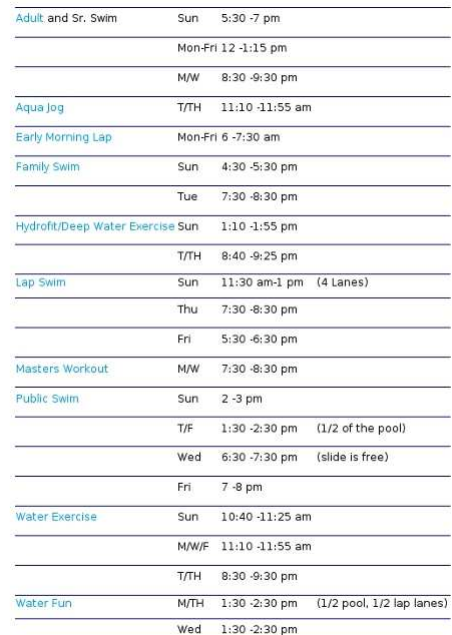 Adult and Sr. Swim Sun 5:30 -7 pm
Mon-Fri 12 -1:15 pm
M/W 8:30 -9:30 pm
Aqua Jog T/TH 11:10 -11:55 am
Early Morning Lap Mon-Fri 6 -7:30 am
Family Swim Sun 4:30 -5:30 pm
Tue 7:30 -8:30 pm
Hydrofit/Deep Water Exercise Sun 1:10 -1:55 pm
T/TH 8:40 -9:25 pm
Lap Swim Sun 11:30 am-1 pm (4 Lanes)
Thu 7:30 -8:30 pm
Fri 5:30 -6:30 pm
Masters Workout M/W 7:30 -8:30 pm
Public Swim Sun 2 -3 pm
T/F 1:30 -2:30 pm (1/2 of the pool)
Wed 6:30 -7:30 pm (slide is free)
Fri 7 -8 pm
Water Exercise Sun 10:40 -11:25 am
M/W/F 11:10 -11:55 am
T/TH 8:30 -9:30 pm
Water Fun M/TH 1:30 -2:30 pm (1/2 pool, 1/2 lap lanes)
Wed 1:30 -2:30 pm